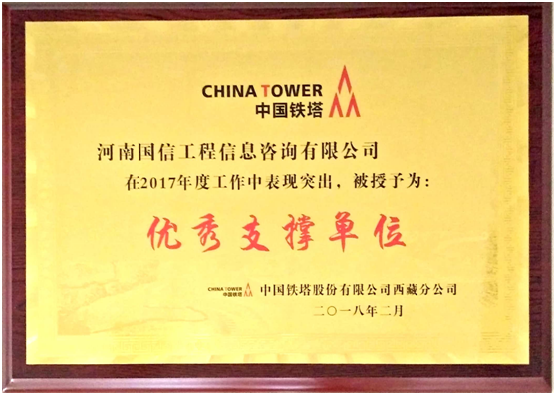 CHINA TOWER
中国铁塔
河南国信工程信息咨询有限公司
在2017年度工作中表现突出，被授予为：
优秀支撑单位
CHINA TOWER
中国铁塔
中国铁塔股份有限公司西藏分公司
二〇一八年二月